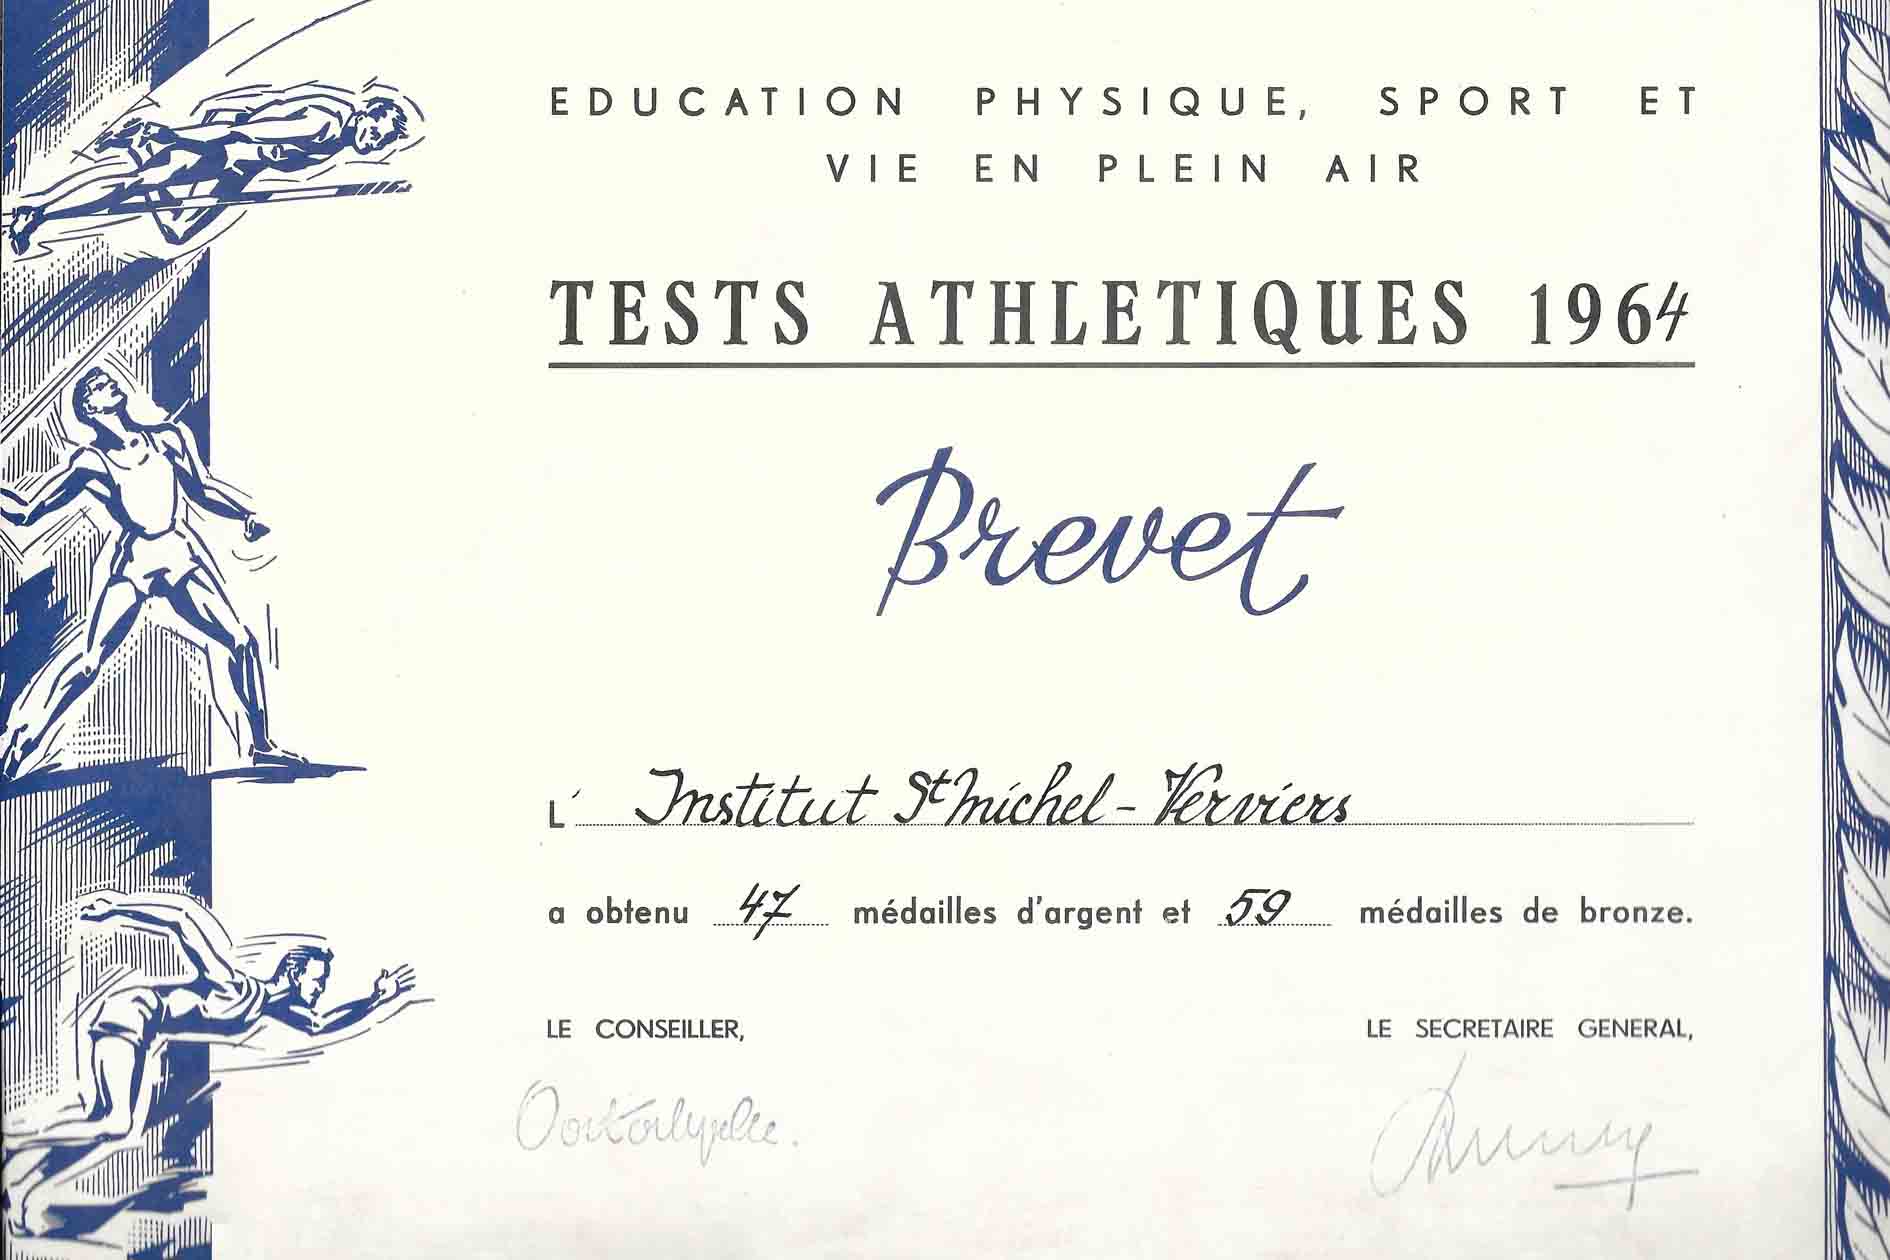 EDUCATION PHYSIQUE, SPORT ET
VIE EN PLEIN AIR
TESTS ATHLETIQUES 1964
Brevet
L' Institut St Michel - Verviers
a obtenu 47 médailles d'argent et 59 médailles de bronze.
LE CONSEILLER, LE SECRETAIRE GENERAL,